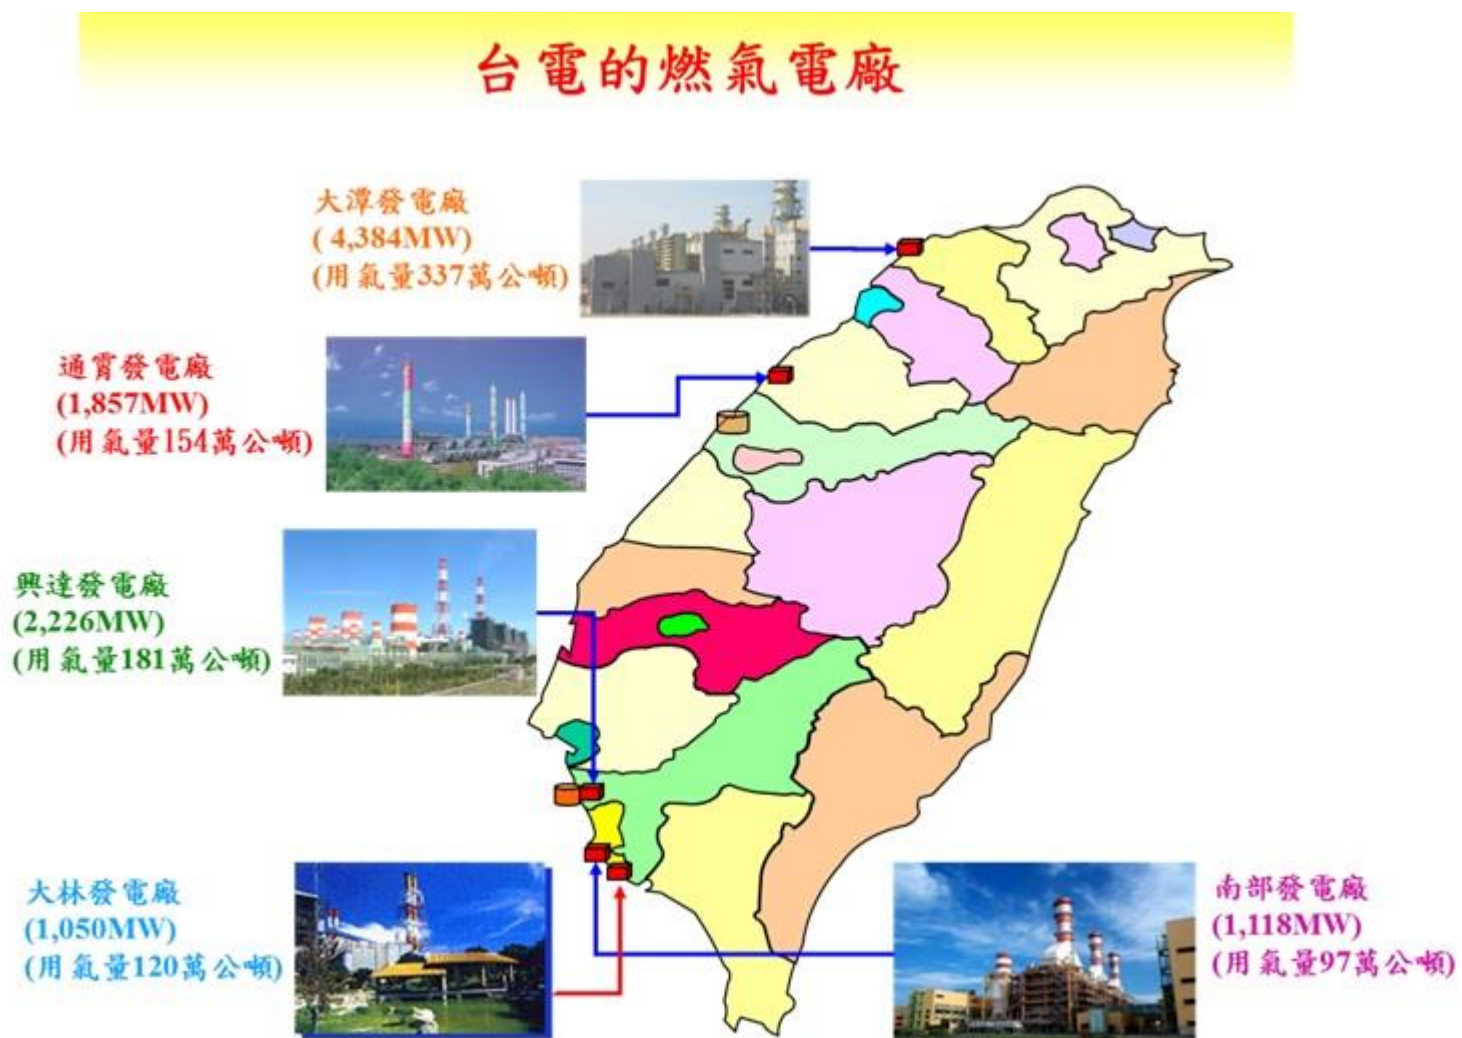 台電的燃氣電廠
大潭發電廠
( 4,384MW)
(用氣量337萬公噸)
通霄發電廠
(1,857MW)
(用氣量154萬公噸)
興達發電廠
(2,226MW)
(用氣量181萬公噸)
大林發電廠
(1,050MW)
(用氣量120萬公噸)
南部發電廠
(1,118MW)
(用氣量97萬公噸)